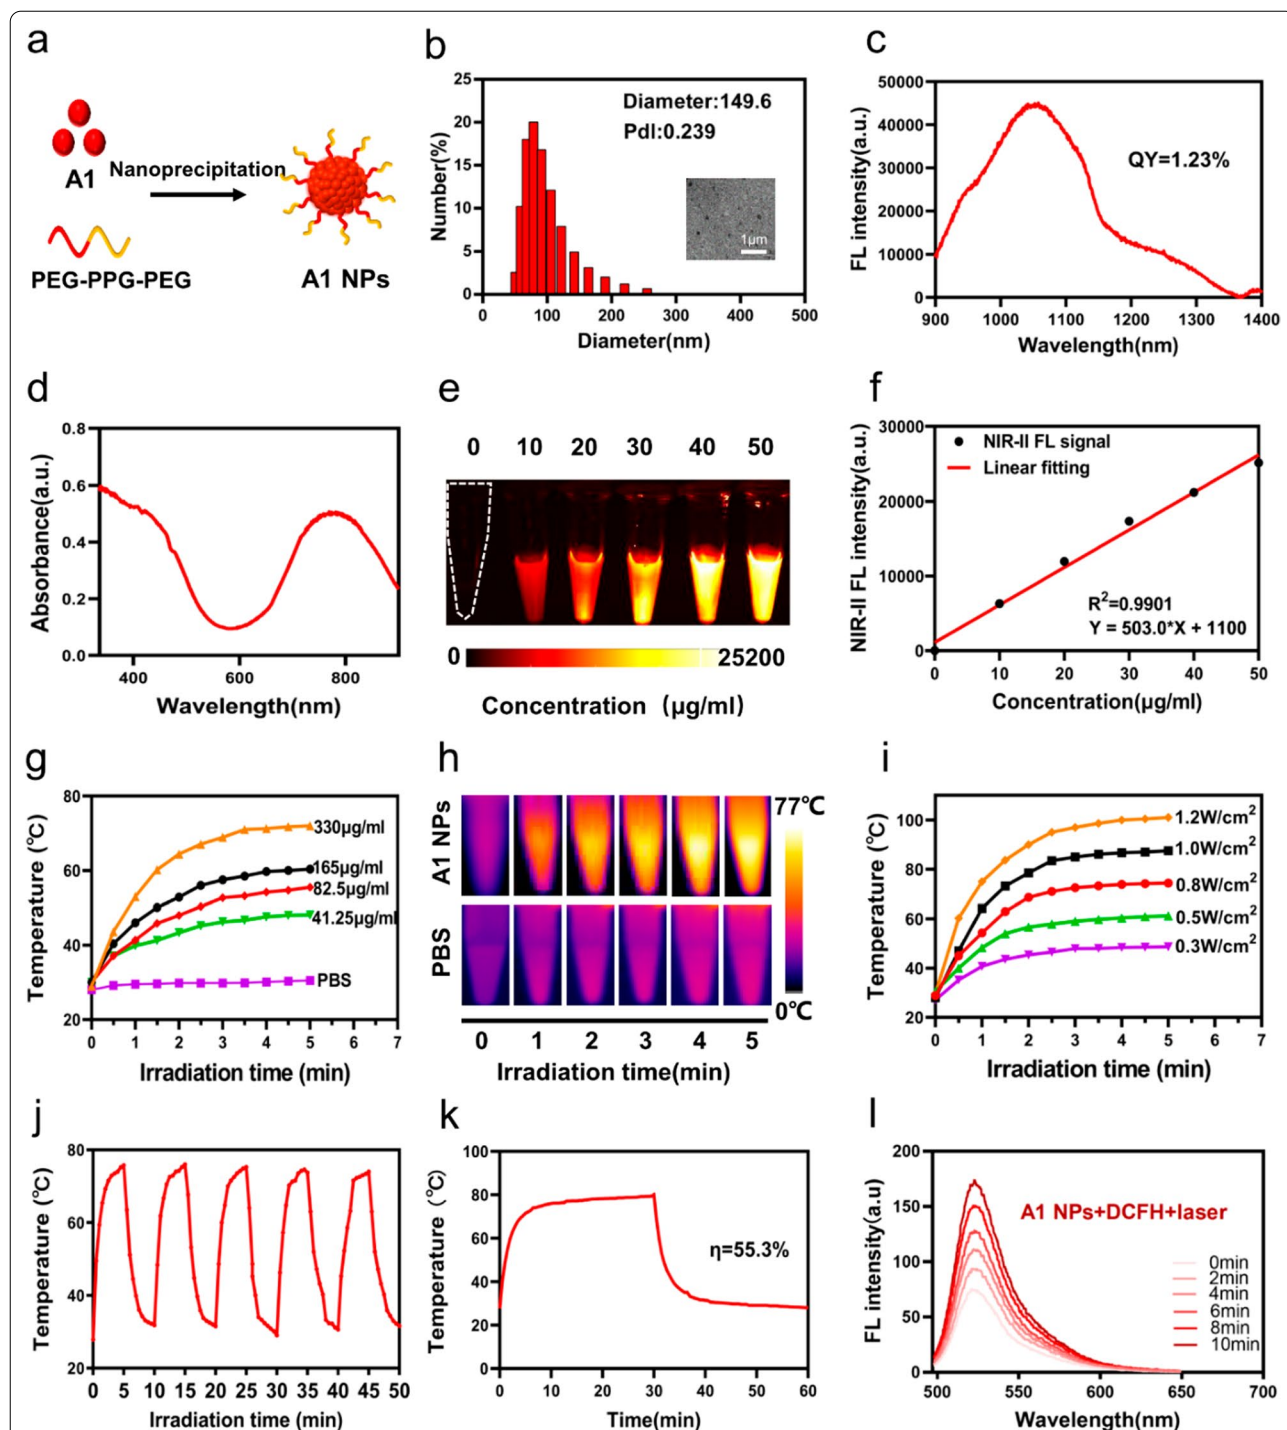 a
A1
Nanoprecipitation
PEG-PPG-PEG
A1 NPs
b
25
20
15
10
5
0
Number(%)
Diameter:149.6
PdI:0.239
1μm
0 100 200 300 400 500
Diameter(nm)
c
50000
40000
30000
20000
10000
0
FL intensity(a.u.)
QY=1.23%
900 1000 1100 1200 1300 1400
Wavelength(nm)
d
0.8
0.6
0.4
0.2
0.0
Absorbance(a.u.)
400 600 800
Wavelength(nm)
e
0 10 20 30 40 50
0 25200
Concentration (μg/ml)
f
30000
20000
10000
0
NIR-II FL intensity(a.u.)
NIR-II FL signal
Linear fitting
R²=0.9901
Y = 503.0*X + 1100
0 10 20 30 40 50
Concentration(μg/ml)
g
80
60
40
20
Temperature (℃)
330μg/ml
165μg/ml
82.5μg/ml
41.25μg/ml
PBS
0 1 2 3 4 5 6 7
Irradiation time (min)
h
A1 NPs
PBS
77℃
0℃
0 1 2 3 4 5
Irradiation time(min)
i
100
80
60
40
20
Temperature (℃)
1.2W/cm²
1.0W/cm²
0.8W/cm²
0.5W/cm²
0.3W/cm²
0 1 2 3 4 5 6 7
Irradiation time (min)
j
80
60
40
20
Temperature (℃)
0 5 10 15 20 25 30 35 40 45 50
Irradiation time (min)
k
100
80
60
40
20
0
Temperature (℃)
η=55.3%
0 10 20 30 40 50 60
Time(min)
l
200
150
100
50
0
FL intensity(a.u)
A1 NPs+DCFH+laser
0min
2min
4min
6min
8min
10min
500 550 600 650 700
Wavelength(nm)